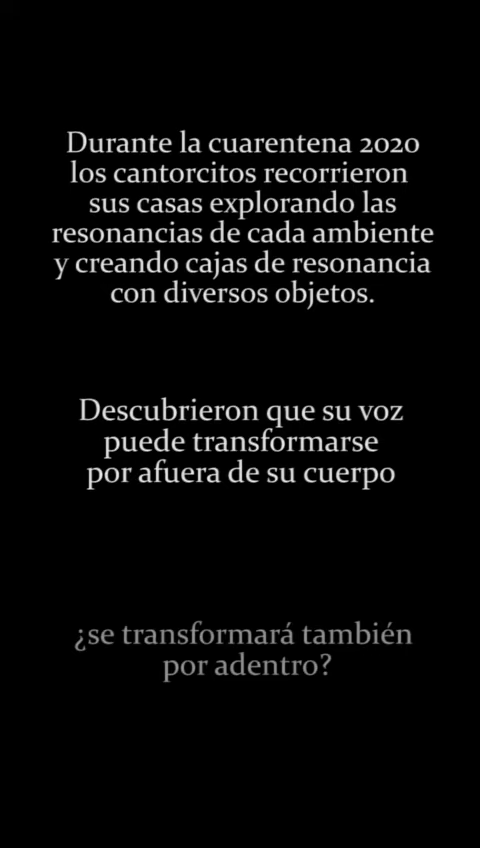 Durante la cuarentena 2020
los cantorcitos recorrieron
sus casas explorando las
resonancias de cada ambiente
y creando cajas de resonancia
con diversos objetos.
Descubrieron que su voz
puede transformarse
por afuera de su cuerpo
¿se transformará también
por adentro?